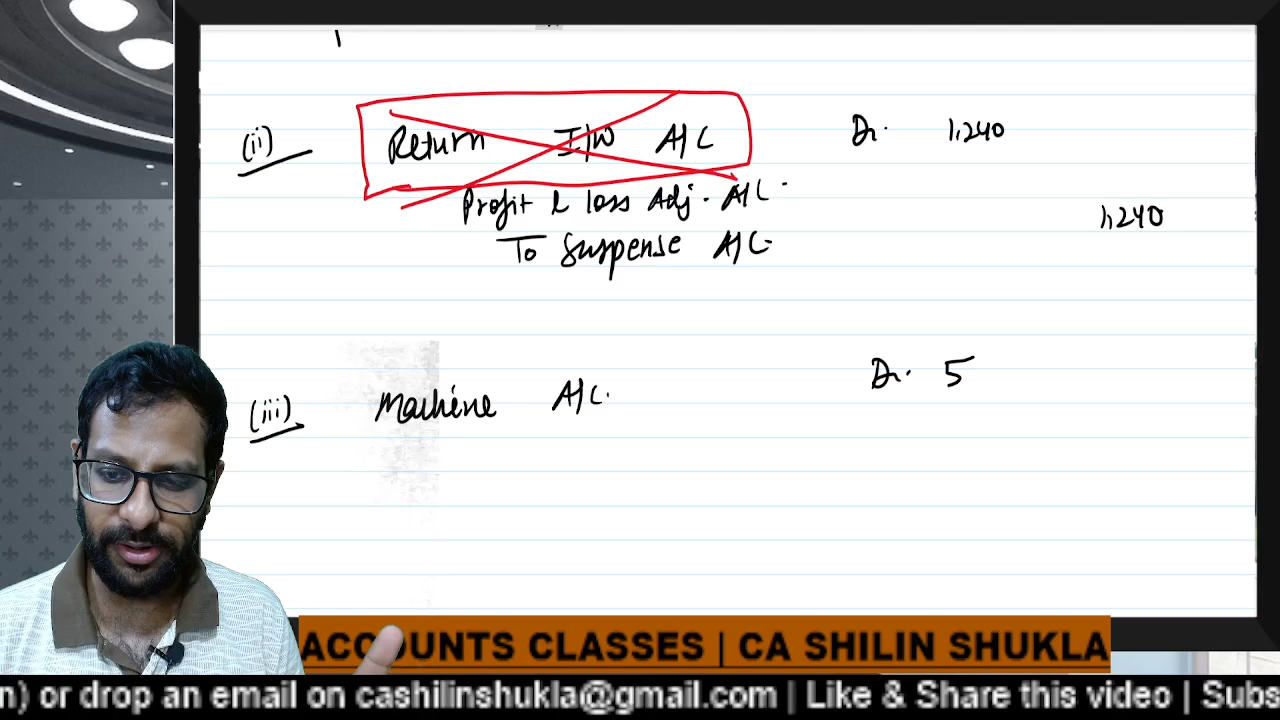 (ii) Return I/W A/C Dr. 1,240
Profit & loss Adj. A/C.
1,240
To Suspense A/C.
(iii) Machine A/C. Dr. 5
ACCOUNTS CLASSES | CA SHILIN SHUKLA
n) or drop an email on cashilinshukla@gmail.com | Like & Share this video | Subs